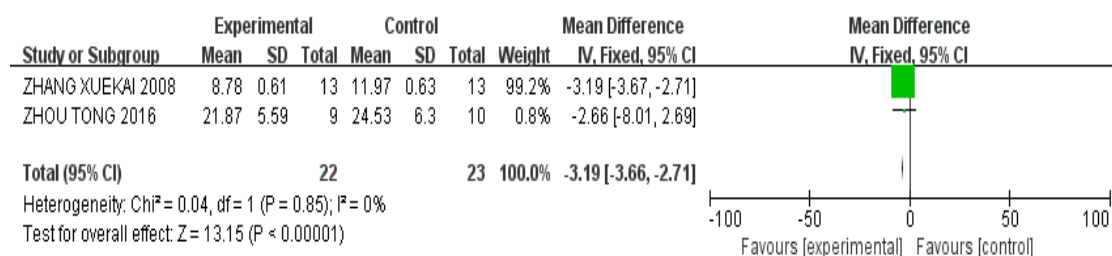 Experimental Control Mean Difference Mean Difference
Study or Subgroup Mean SD Total Mean SD Total Weight IV, Fixed, 95% CI IV, Fixed, 95% CI
ZHANG XUEKAI 2008 8.78 0.61 13 11.97 0.63 13 99.2% -3.19 [-3.67, -2.71]
ZHOU TONG 2016 21.87 5.59 9 24.53 6.3 10 0.8% -2.66 [-8.01, 2.69]
Total (95% CI) 22 23 100.0% -3.19 [-3.66, -2.71]
Heterogeneity: Chi² = 0.04, df = 1 (P = 0.85); I² = 0%
Test for overall effect: Z = 13.15 (P < 0.00001)
-100 -50 0 50 100
Favours [experimental] Favours [control]